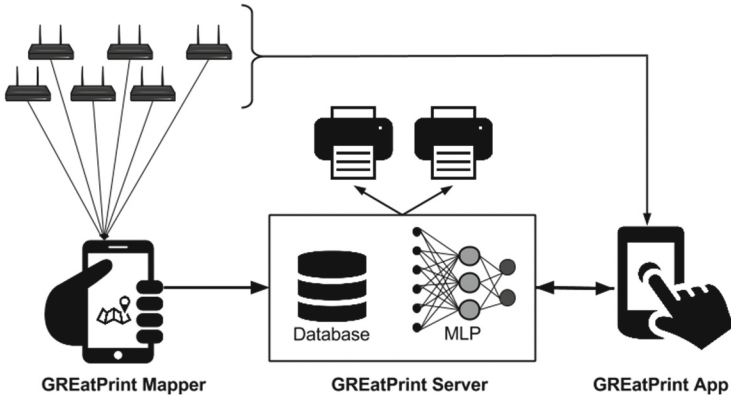 Database
MLP
GREatPrint Mapper
GREatPrint Server
GREatPrint App